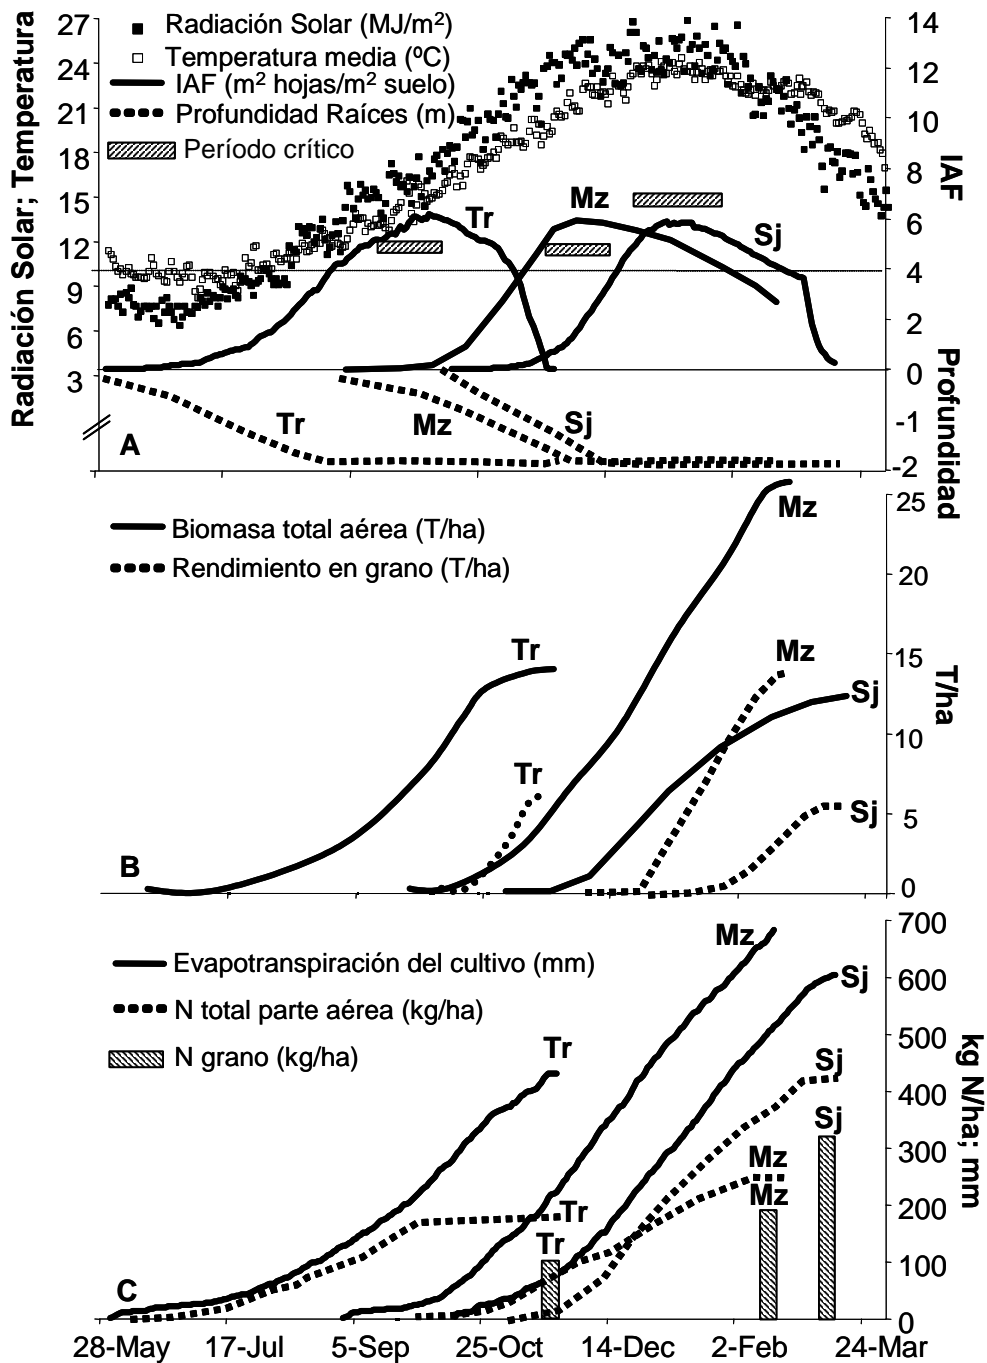 Radiación Solar (MJ/m²)
Temperatura media (ºC)
IAF (m² hojas/m² suelo)
Profundidad Raíces (m)
Período crítico
Radiación Solar; Temperatura
27
24
21
18
15
12
9
6
3
14
12
10
8
6
4
2
0
-1
-2
IAF
Profundidad
Tr
Mz
Sj
Tr
Mz
Sj
A
Biomasa total aérea (T/ha)
Rendimiento en grano (T/ha)
Mz
Tr
Mz
Sj
Tr
Sj
B
25
20
15
10
5
0
T/ha
Evapotranspiración del cultivo (mm)
N total parte aérea (kg/ha)
N grano (kg/ha)
Mz
Sj
Tr
Sj
Sj
Mz
Mz
Tr
Tr
C
700
600
500
400
300
200
100
0
kg N/ha; mm
28-May 17-Jul 5-Sep 25-Oct 14-Dec 2-Feb 24-Mar